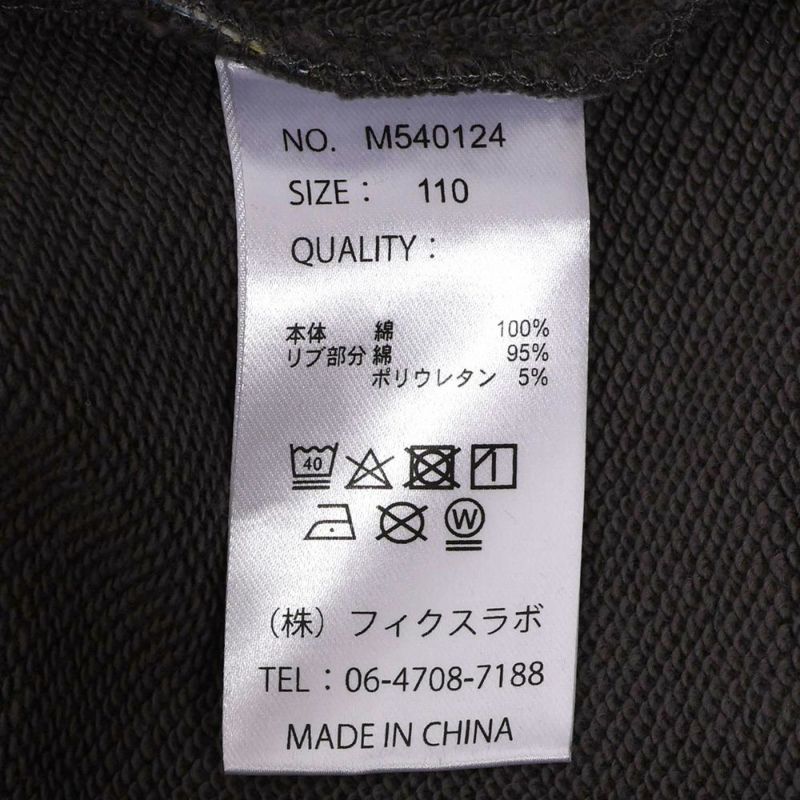 NO. M540124
SIZE： 110
QUALITY：
本体 綿 100%
リブ部分 綿 95%
ポリウレタン 5%
40
W
（株）フィクスラボ
TEL：06-4708-7188
MADE IN CHINA